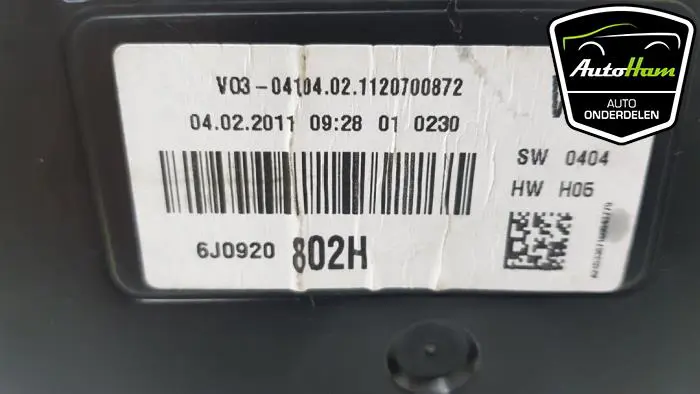 V03-04104.02.1120700872
04.02.2011 09:28 01 0230
SW 0404
HW H06
6J0920 802H
AUTOHAM
AUTO
ONDERDELEN